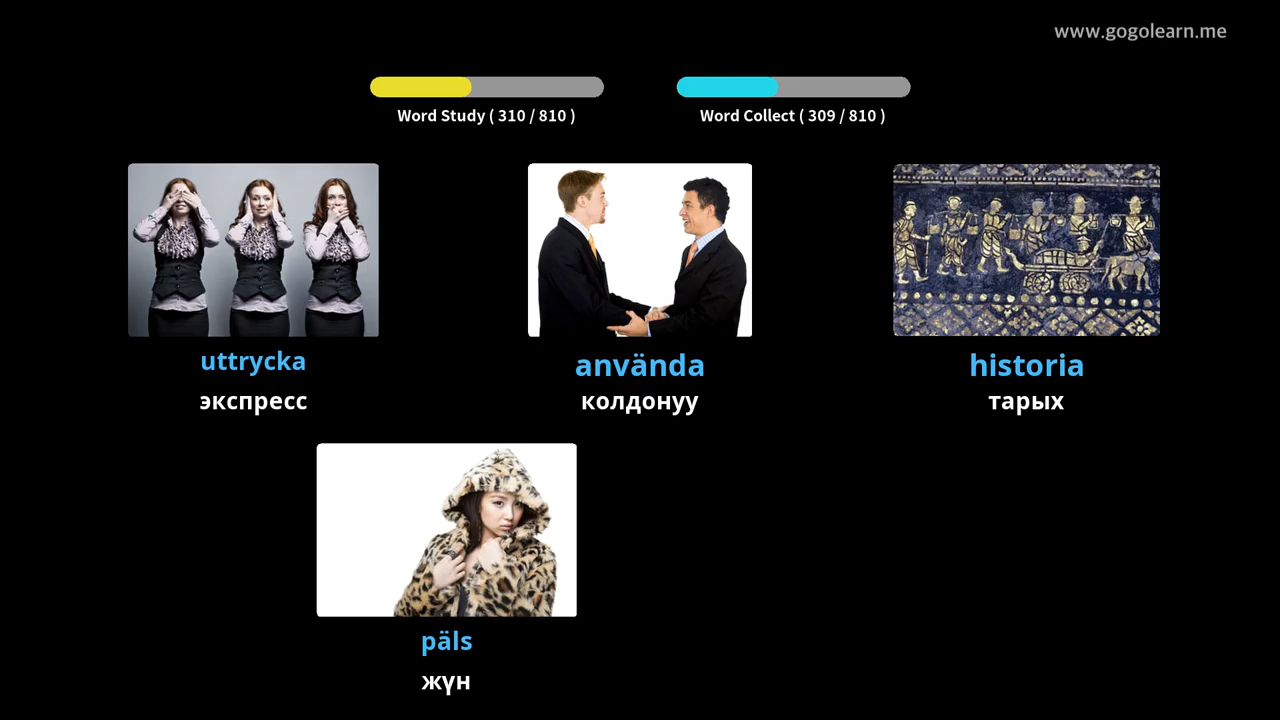 www.gogolearn.me
Word Study ( 310 / 810 )
Word Collect ( 309 / 810 )
uttrycka
экспресс
använda
колдонуу
historia
тарых
päls
жүн